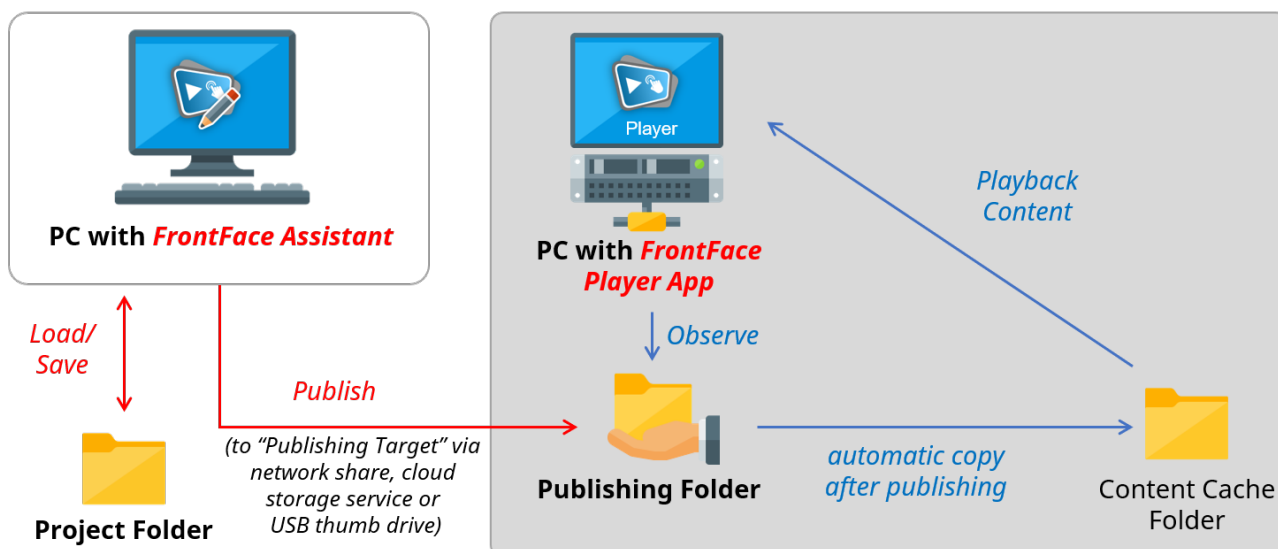 PC with FrontFace Assistant
Player
PC with FrontFace
Player App
Playback
Content
Load/
Save
Observe
Publish
(to “Publishing Target” via
network share, cloud
storage service or
USB thumb drive)
Project Folder
Publishing Folder
automatic copy
after publishing
Content Cache
Folder